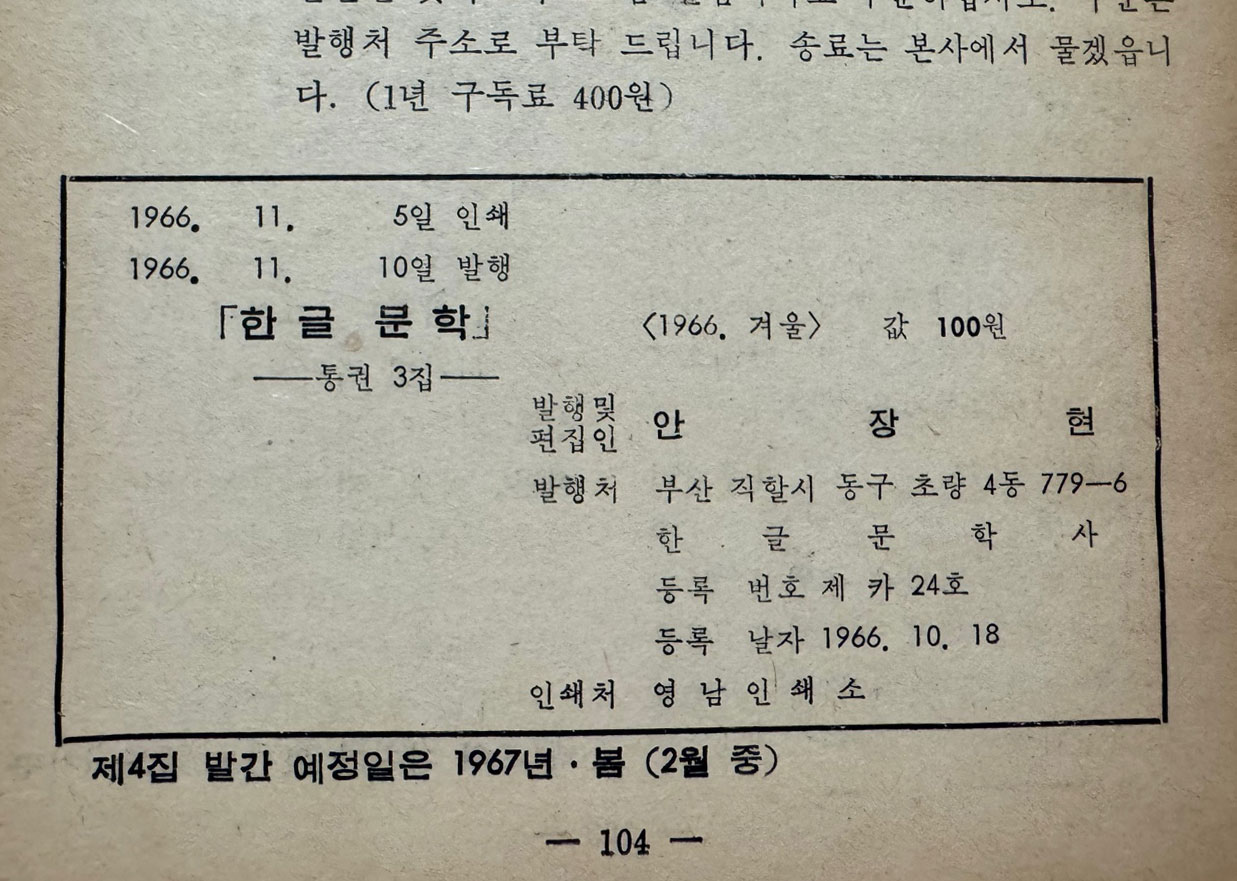 발행처 주소로 부탁 드립니다. 송료는 본사에서 물겠읍니
다. (1년 구독료 400원)
1966. 11. 5일 인쇄
1966. 11. 10일 발행
「한글 문학」 〈1966. 겨울〉 값 100원
──통권 3집──
발행및
편집인 안 장 현
발행처 부산 직할시 동구 초량 4동 779—6
한 글 문 학 사
등록 번호 제 카 24호
등록 날자 1966. 10. 18
인쇄처 영 남 인 쇄 소
제4집 발간 예정일은 1967년·봄 (2월 중)
— 104 —